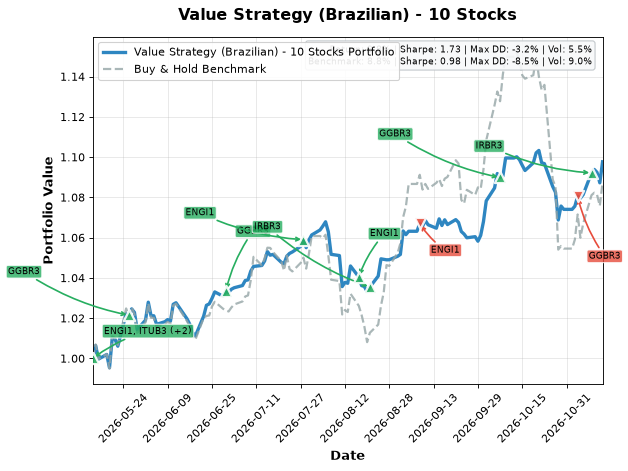 Value Strategy (Brazilian) - 10 Stocks
Value Strategy (Brazilian) - 10 Stocks Portfolio
Buy & Hold Benchmark
Sharpe: 1.73 | Max DD: -3.2% | Vol: 5.5%
Benchmark: 8.8% | Sharpe: 0.98 | Max DD: -8.5% | Vol: 9.0%
Portfolio Value
1.14
1.12
1.10
1.08
1.06
1.04
1.02
1.00
GGBR3
ENGI1, ITUB3 (+2)
ENGI1
IRBR3
ENGI1
GGBR3
IRBR3
ENGI1
GGBR3
2026-05-24
2026-06-09
2026-06-25
2026-07-11
2026-07-27
2026-08-12
2026-08-28
2026-09-13
2026-09-29
2026-10-15
2026-10-31
Date